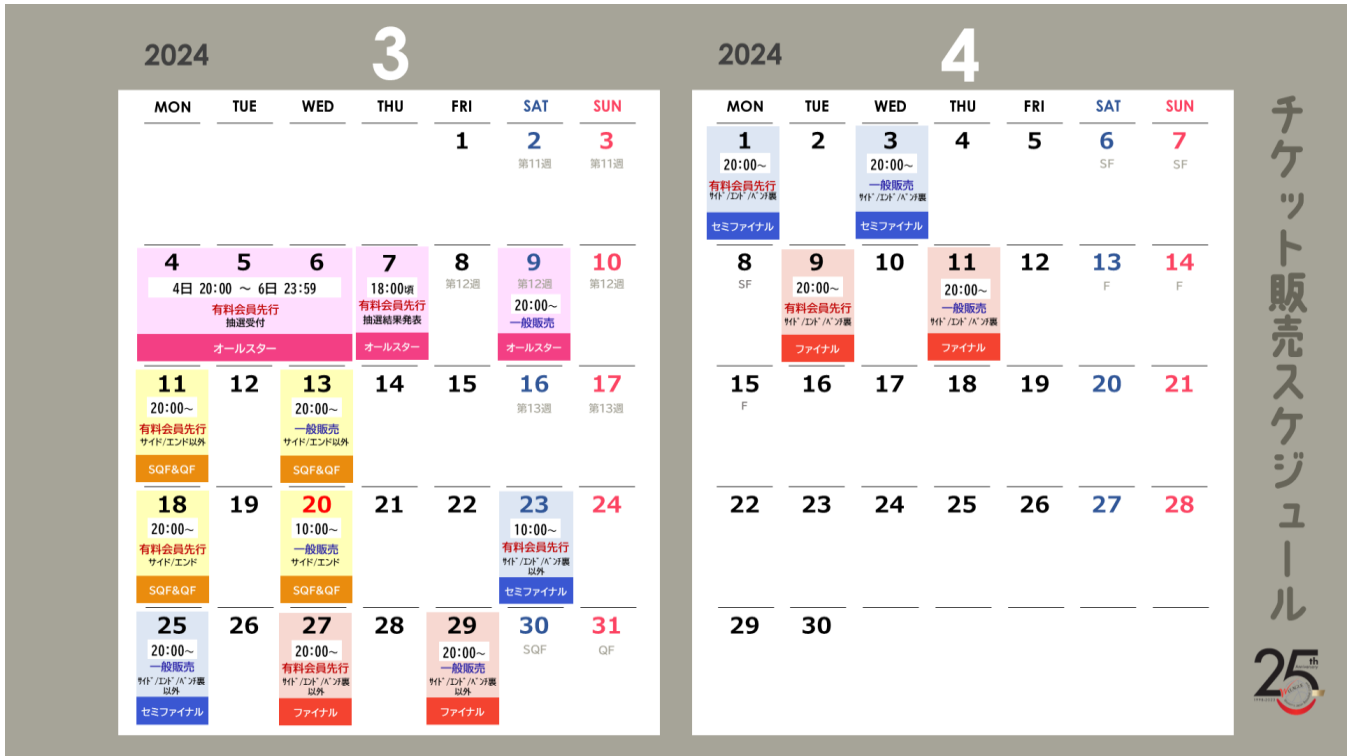 2024
3
MON TUE WED THU FRI SAT SUN
1 2 3
第11週 第11週
4 5 6 7 8 9 10
第12週 第12週 第12週
4日 20:00 ～ 6日 23:59
有料会員先行
抽選受付
オールスター
18:00頃
有料会員先行
抽選結果発表
オールスター
20:00～
一般販売
オールスター
11 12 13 14 15 16 17
第13週 第13週
20:00～
有料会員先行
サイド/エンド以外
SQF&QF
20:00～
一般販売
サイド/エンド以外
SQF&QF
18 19 20 21 22 23 24
20:00～
有料会員先行
サイド/エンド
SQF&QF
10:00～
一般販売
サイド/エンド
SQF&QF
10:00～
有料会員先行
ｻｲﾄﾞ/ｴﾝﾄﾞ/ﾍﾞﾝﾁ裏
以外
セミファイナル
25 26 27 28 29 30 31
SQF QF
20:00～
一般販売
ｻｲﾄﾞ/ｴﾝﾄﾞ/ﾍﾞﾝﾁ裏
以外
セミファイナル
20:00～
有料会員先行
ｻｲﾄﾞ/ｴﾝﾄﾞ/ﾍﾞﾝﾁ裏
以外
ファイナル
20:00～
一般販売
ｻｲﾄﾞ/ｴﾝﾄﾞ/ﾍﾞﾝﾁ裏
以外
ファイナル
2024
4
MON TUE WED THU FRI SAT SUN
1 2 3 4 5 6 7
SF SF
20:00～
有料会員先行
ｻｲﾄﾞ/ｴﾝﾄﾞ/ﾍﾞﾝﾁ裏
セミファイナル
20:00～
一般販売
ｻｲﾄﾞ/ｴﾝﾄﾞ/ﾍﾞﾝﾁ裏
セミファイナル
8 9 10 11 12 13 14
SF F F
20:00～
有料会員先行
ｻｲﾄﾞ/ｴﾝﾄﾞ/ﾍﾞﾝﾁ裏
ファイナル
20:00～
一般販売
ｻｲﾄﾞ/ｴﾝﾄﾞ/ﾍﾞﾝﾁ裏
ファイナル
15 16 17 18 19 20 21
F
22 23 24 25 26 27 28
29 30
チケット販売スケジュール
25th
Anniversary